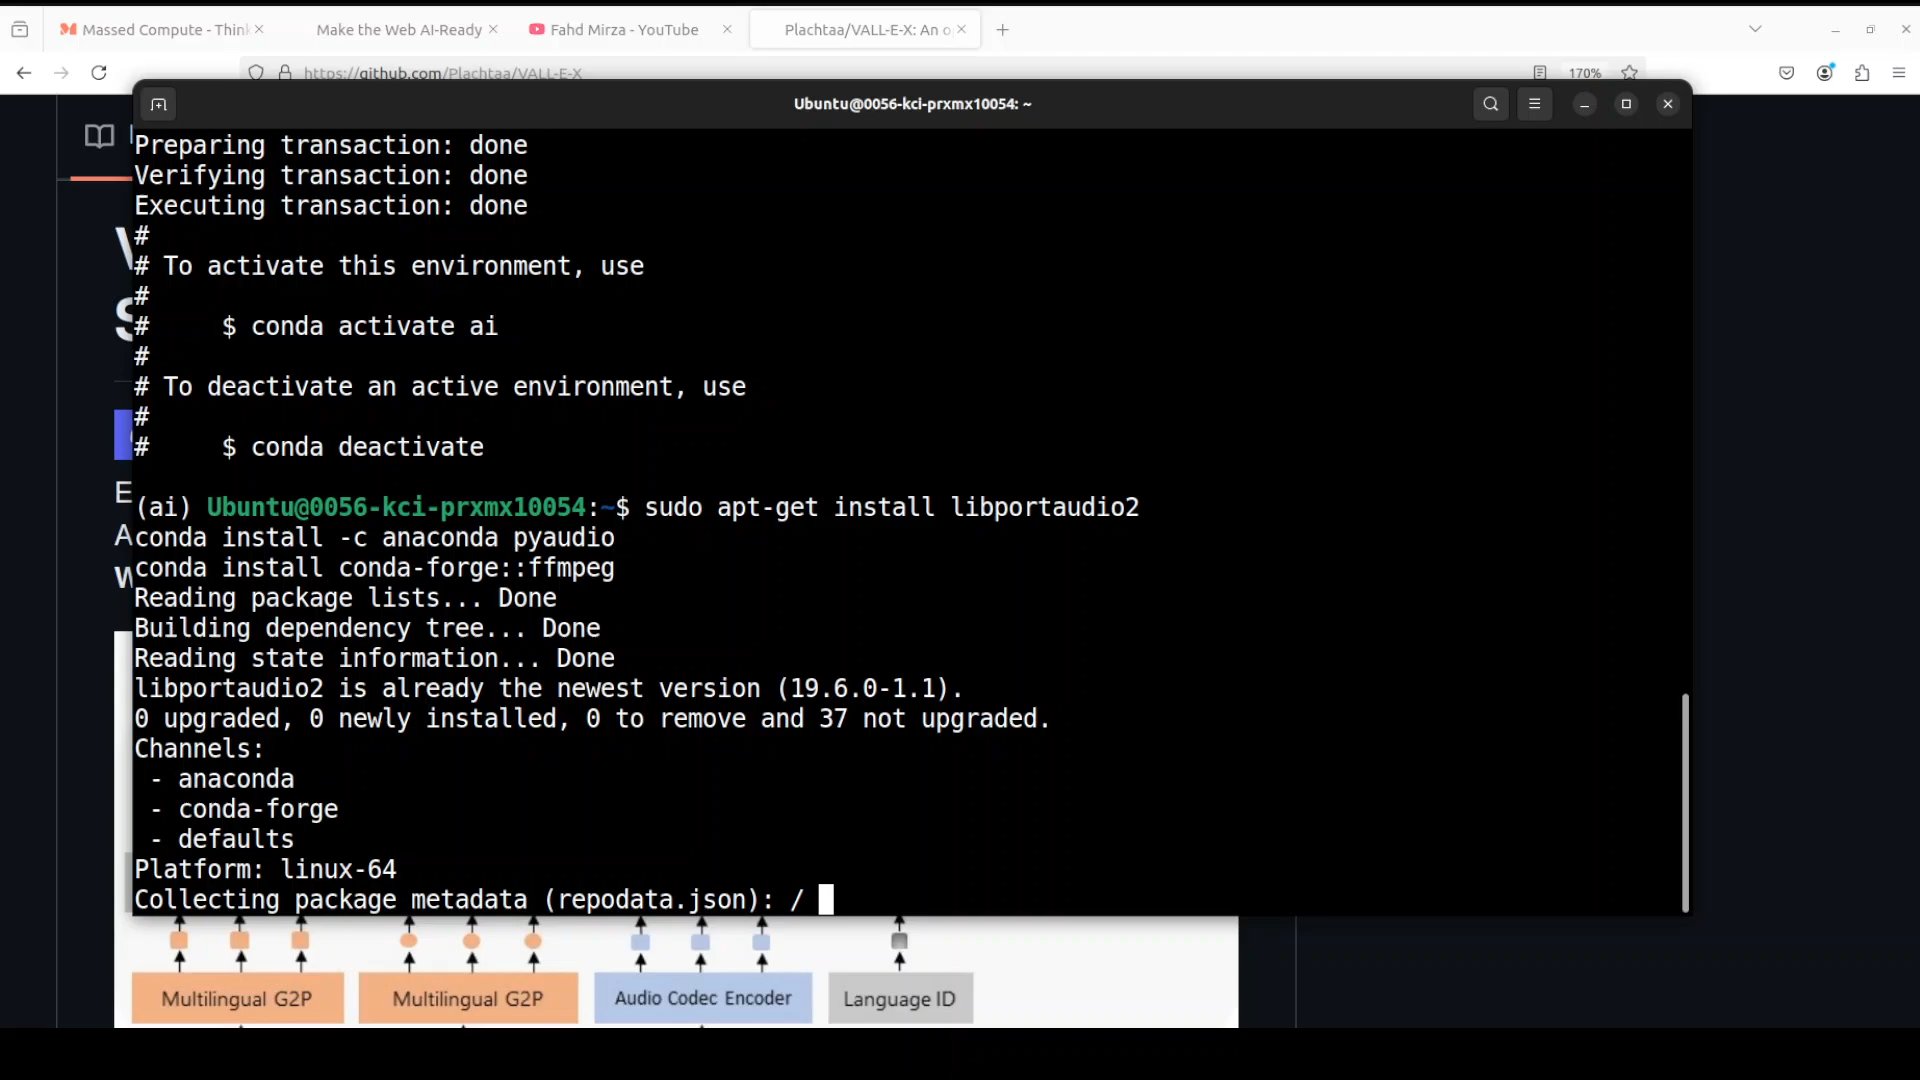 Massed Compute - Think
Make the Web AI-Ready
Fahd Mirza - YouTube
Plachtaa/VALL-E-X: An o
https://github.com/Plachtaa/VALL-E-X
170%
Ubuntu@0056-kci-prxmx10054: ~
Preparing transaction: done
Verifying transaction: done
Executing transaction: done
#
# To activate this environment, use
#
#     $ conda activate ai
#
# To deactivate an active environment, use
#
#     $ conda deactivate
(ai) Ubuntu@0056-kci-prxmx10054:~$ sudo apt-get install libportaudio2
conda install -c anaconda pyaudio
conda install conda-forge::ffmpeg
Reading package lists... Done
Building dependency tree... Done
Reading state information... Done
libportaudio2 is already the newest version (19.6.0-1.1).
0 upgraded, 0 newly installed, 0 to remove and 37 not upgraded.
Channels:
 - anaconda
 - conda-forge
 - defaults
Platform: linux-64
Collecting package metadata (repodata.json): /
Multilingual G2P
Multilingual G2P
Audio Codec Encoder
Language ID